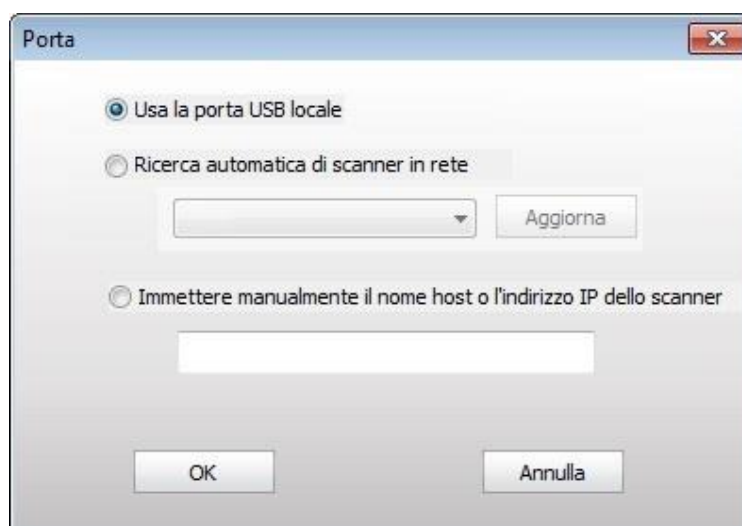 Porta
Usa la porta USB locale
Ricerca automatica di scanner in rete
Aggiorna
Immettere manualmente il nome host o l'indirizzo IP dello scanner
OK
Annulla